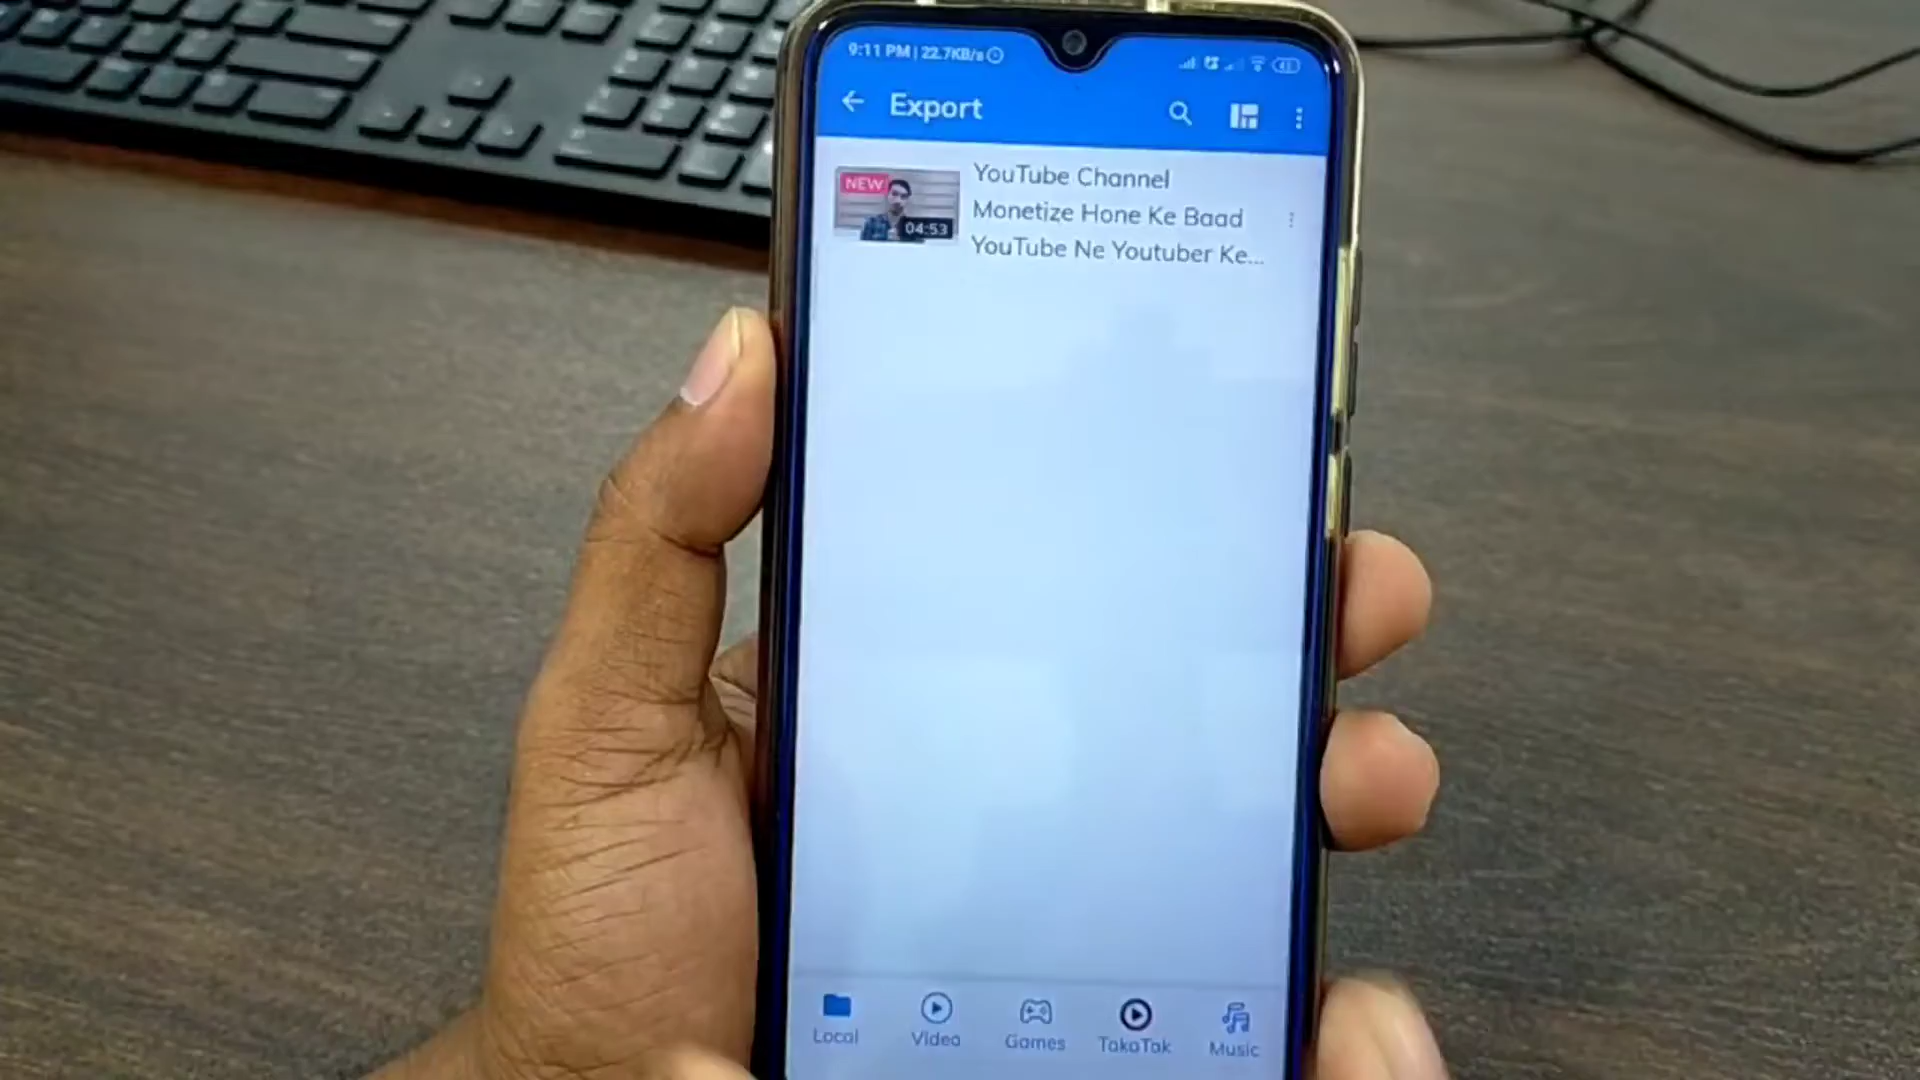 9:11 PM | 22.7KB/s
Export
NEW
04:53
YouTube Channel
Monetize Hone Ke Baad
YouTube Ne Youtuber Ke...
Local
Video
Games
TakaTak
Music